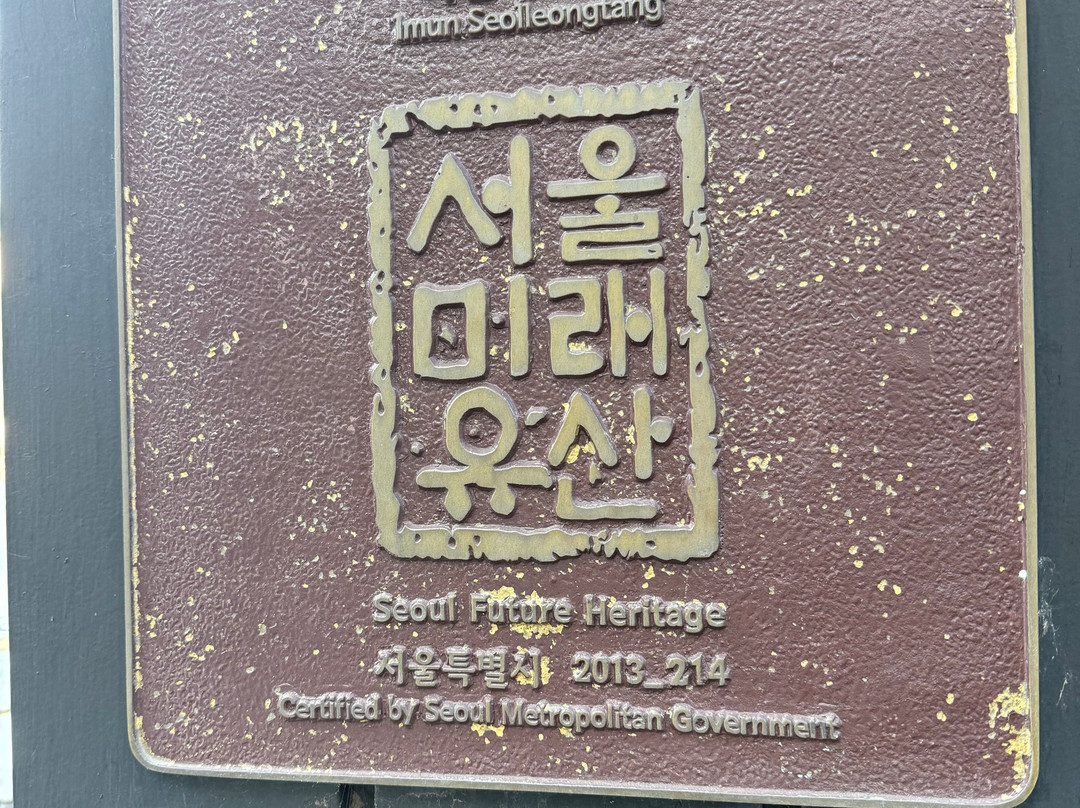 Imun Seolleongtang
서울
미래
유산
Seoul Future Heritage
서울특별시 2013_214
Certified by Seoul Metropolitan Government